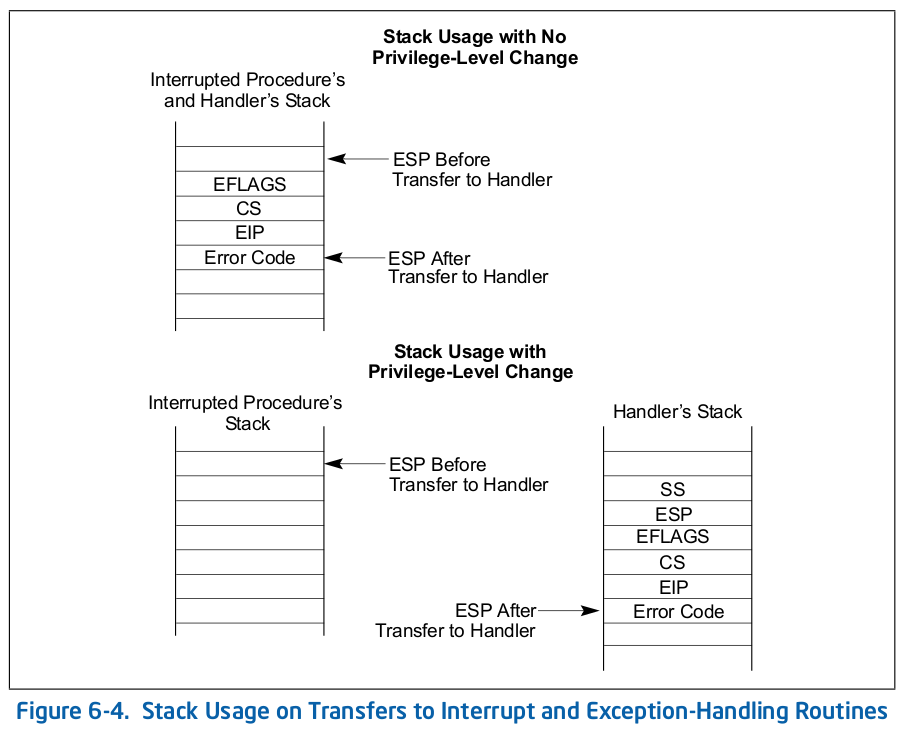 Stack Usage with No
Privilege-Level Change
Interrupted Procedure's
and Handler's Stack
ESP Before
Transfer to Handler
EFLAGS
CS
EIP
Error Code
ESP After
Transfer to Handler
Stack Usage with
Privilege-Level Change
Interrupted Procedure's
Stack
Handler's Stack
ESP Before
Transfer to Handler
SS
ESP
EFLAGS
CS
EIP
ESP After
Transfer to Handler
Error Code
Figure 6-4. Stack Usage on Transfers to Interrupt and Exception-Handling Routines